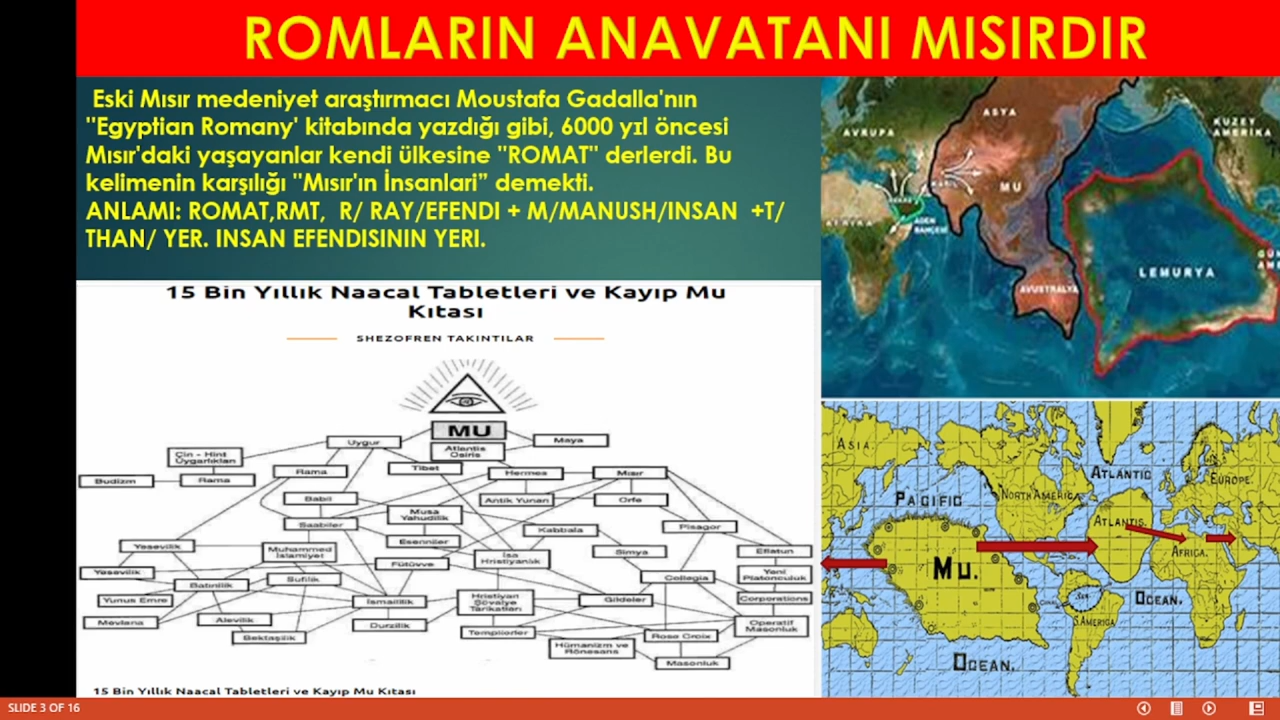 ROMLARIN ANAVATANI MISIRDIR
Eski Mısır medeniyet araştırmacı Moustafa Gadalla'nın
"Egyptian Romany' kitabında yazdığı gibi, 6000 yıl öncesi
Mısır'daki yaşayanlar kendi ülkesine "ROMAT" derlerdi. Bu
kelimenin karşılığı "Mısır'ın İnsanlari” demekti.
ANLAMI: ROMAT,RMT, R/ RAY/EFENDI + M/MANUSH/INSAN +T/
THAN/ YER. INSAN EFENDISININ YERI.
AVRUPA
ASYA
KUZEY
AMERİKA
MU
AFRIKA
ADEN
BAHÇESİ
LEMURYA
AVUSTRALYA
15 Bin Yıllık Naacal Tabletleri ve Kayıp Mu
Kıtası
SHEZOFREN TAKINTILAR
MU
Uygur
Atlantis
Osiris
Maya
Çin - Hint
Uygarlıkları
Budizm
Rama
Rama
Tibet
Hermes
Mısır
Babil
Antik Yunan
Orfe
Saabiler
Musa
Yahudilik
Kabbala
Pisagor
Esenniler
Yesevilik
Muhammed
İslamiyet
İsa
Hristiyanlık
Simya
Eflatun
Yesevilik
Fütüvve
Yeni
Platonculuk
Batınilik
Sufilik
Collegia
Yunus Emre
İsmaililik
Hristiyan
Şövalye
Tarikatları
Gildeler
Corporations
Mevlana
Alevilik
Durzilik
Operatif
Masonluk
Bektaşilik
Templiorler
Hümanizm ve
Rönesans
Rose Croix
Masonluk
15 Bin Yıllık Naacal Tabletleri ve Kayıp Mu Kıtası
ASIA
PACIFIC
NORTH AMERICA
ATLANTIC
EUROPE.
ATLANTIS.
AFRICA.
MU.
OCEAN.
S.AMERICA
OCEAN.
SLIDE 3 OF 16